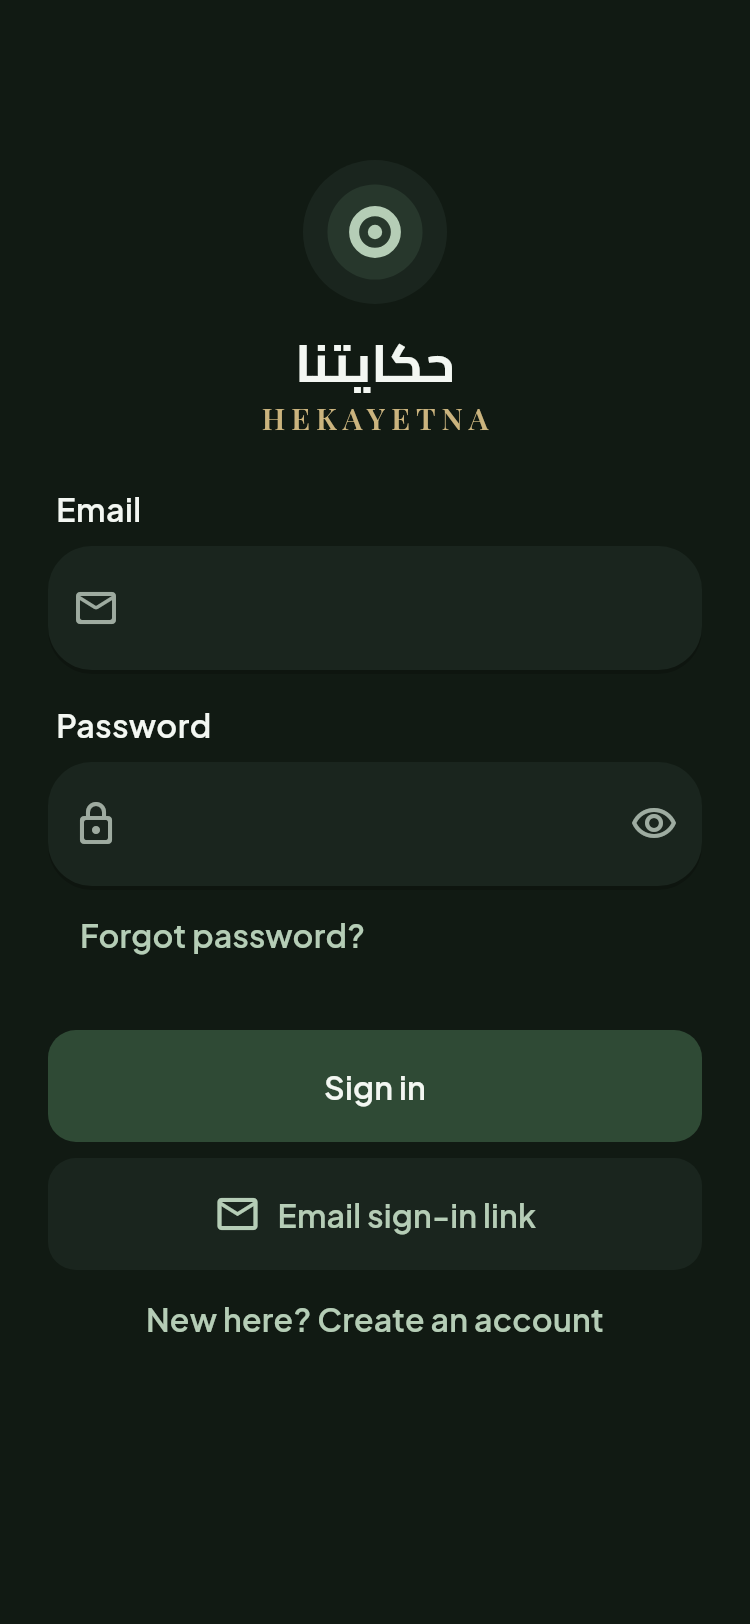 حكايتنا
HEKAYETNA
Email
Password
Forgot password?
Sign in
Email sign-in link
New here? Create an account